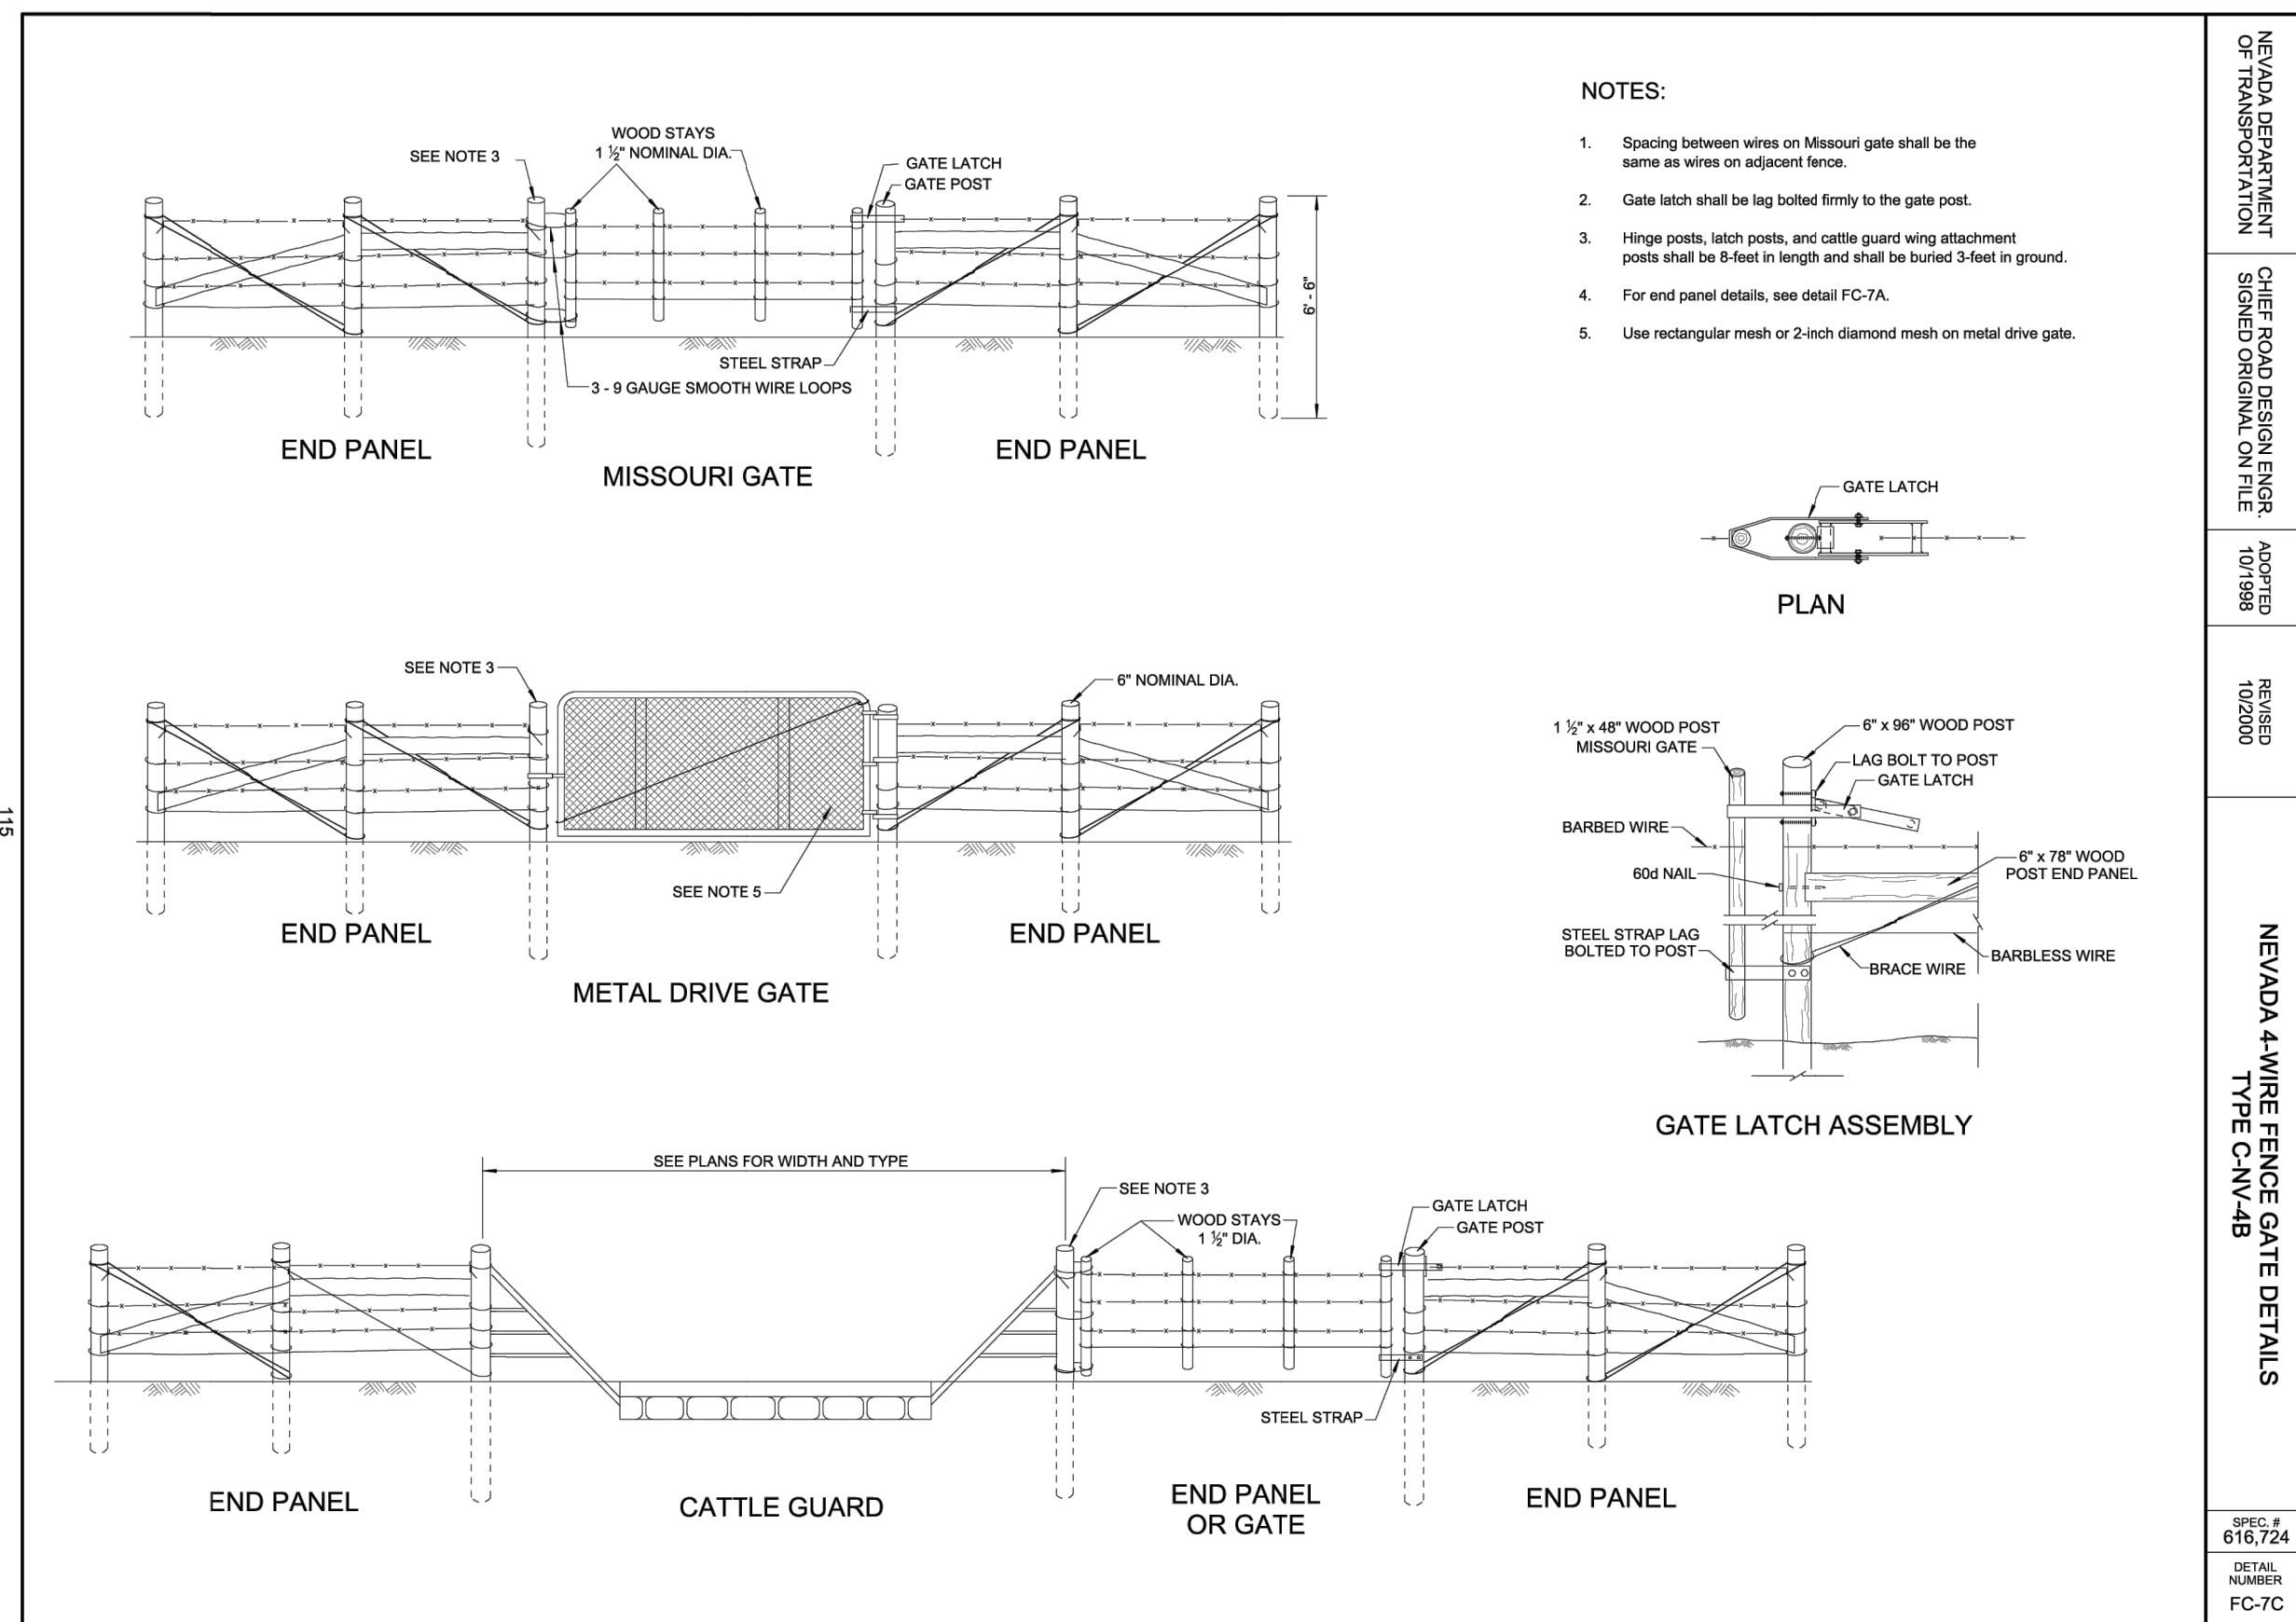 NOTES:
1. Spacing between wires on Missouri gate shall be the
same as wires on adjacent fence.
2. Gate latch shall be lag bolted firmly to the gate post.
3. Hinge posts, latch posts, and cattle guard wing attachment
posts shall be 8-feet in length and shall be buried 3-feet in ground.
4. For end panel details, see detail FC-7A.
5. Use rectangular mesh or 2-inch diamond mesh on metal drive gate.
SEE NOTE 3
WOOD STAYS
1 ½" NOMINAL DIA.
GATE LATCH
GATE POST
6' - 6"
STEEL STRAP
3 - 9 GAUGE SMOOTH WIRE LOOPS
END PANEL
MISSOURI GATE
END PANEL
GATE LATCH
PLAN
SEE NOTE 3
6" NOMINAL DIA.
SEE NOTE 5
END PANEL
METAL DRIVE GATE
END PANEL
1 ½" x 48" WOOD POST
MISSOURI GATE
6" x 96" WOOD POST
LAG BOLT TO POST
GATE LATCH
BARBED WIRE
60d NAIL
6" x 78" WOOD
POST END PANEL
STEEL STRAP LAG
BOLTED TO POST
BRACE WIRE
BARBLESS WIRE
GATE LATCH ASSEMBLY
SEE PLANS FOR WIDTH AND TYPE
SEE NOTE 3
WOOD STAYS
1 ½" DIA.
GATE LATCH
GATE POST
STEEL STRAP
END PANEL
CATTLE GUARD
END PANEL
OR GATE
END PANEL
NEVADA DEPARTMENT
OF TRANSPORTATION
CHIEF ROAD DESIGN ENGR.
SIGNED ORIGINAL ON FILE
ADOPTED
10/1998
REVISED
10/2000
NEVADA 4-WIRE FENCE GATE DETAILS
TYPE C-NV-4B
SPEC. #
616,724
DETAIL
NUMBER
FC-7C
115